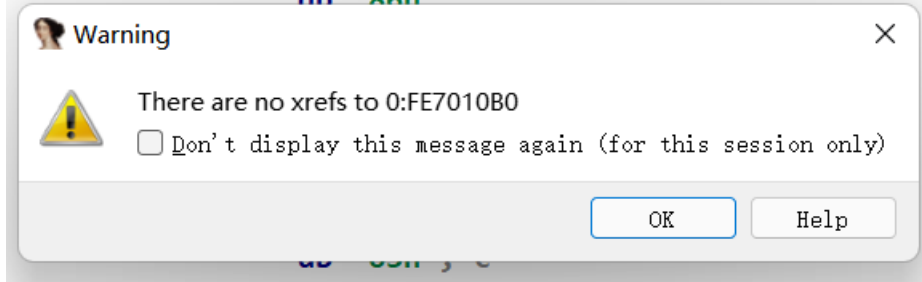 Warning
There are no xrefs to 0:FE7010B0
Don't display this message again (for this session only)
OK
Help